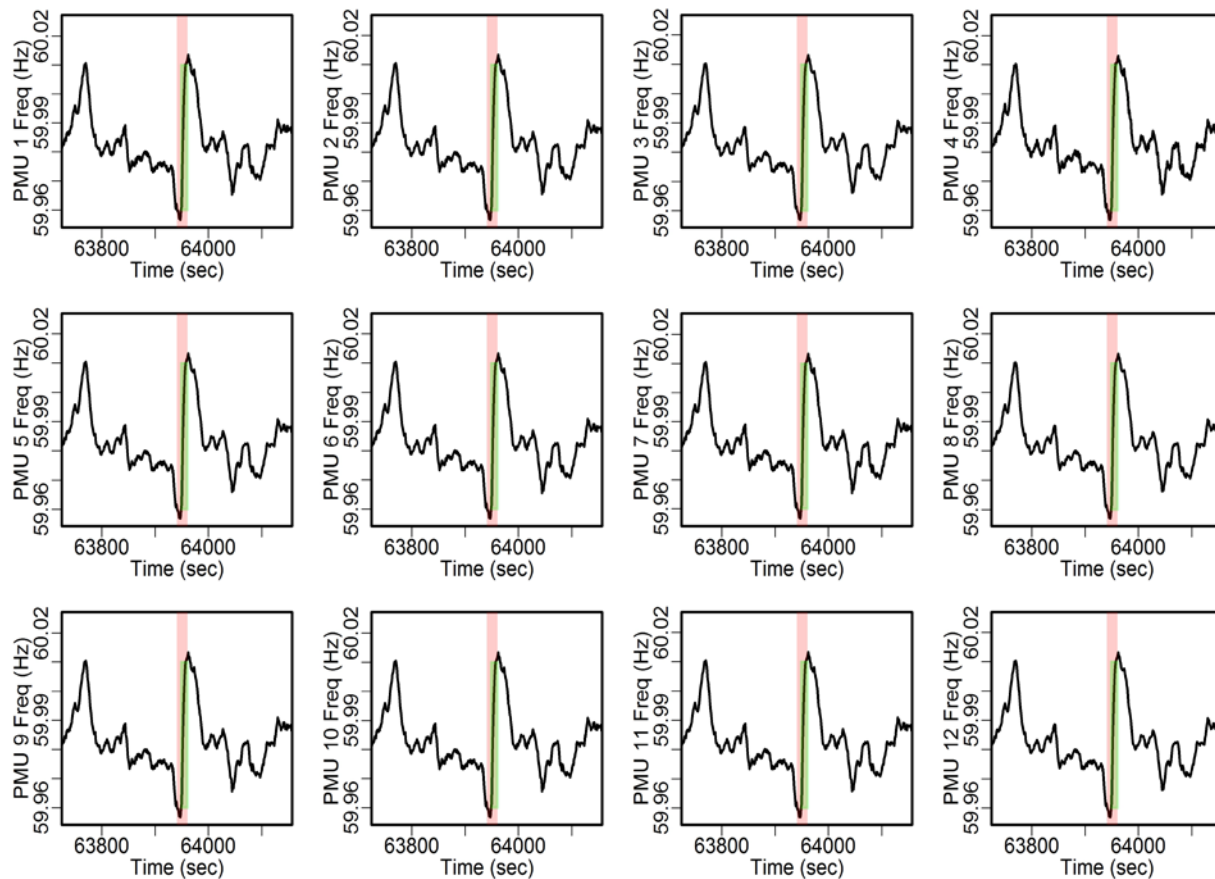 PMU 1 Freq (Hz)
59.96 59.99 60.02
63800 64000
Time (sec)
PMU 2 Freq (Hz)
59.96 59.99 60.02
63800 64000
Time (sec)
PMU 3 Freq (Hz)
59.96 59.99 60.02
63800 64000
Time (sec)
PMU 4 Freq (Hz)
59.96 59.99 60.02
63800 64000
Time (sec)
PMU 5 Freq (Hz)
59.96 59.99 60.02
63800 64000
Time (sec)
PMU 6 Freq (Hz)
59.96 59.99 60.02
63800 64000
Time (sec)
PMU 7 Freq (Hz)
59.96 59.99 60.02
63800 64000
Time (sec)
PMU 8 Freq (Hz)
59.96 59.99 60.02
63800 64000
Time (sec)
PMU 9 Freq (Hz)
59.96 59.99 60.02
63800 64000
Time (sec)
PMU 10 Freq (Hz)
59.96 59.99 60.02
63800 64000
Time (sec)
PMU 11 Freq (Hz)
59.96 59.99 60.02
63800 64000
Time (sec)
PMU 12 Freq (Hz)
59.96 59.99 60.02
63800 64000
Time (sec)